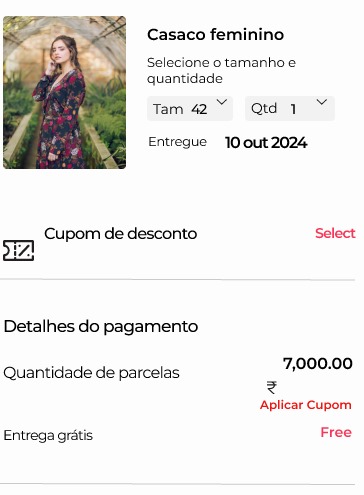 Casaco feminino
Selecione o tamanho e
quantidade
Tam 42 Qtd 1
Entregue 10 out 2024
Cupom de desconto Select
Detalhes do pagamento
Quantidade de parcelas 7,000.00
₹
Aplicar Cupom
Entrega grátis Free